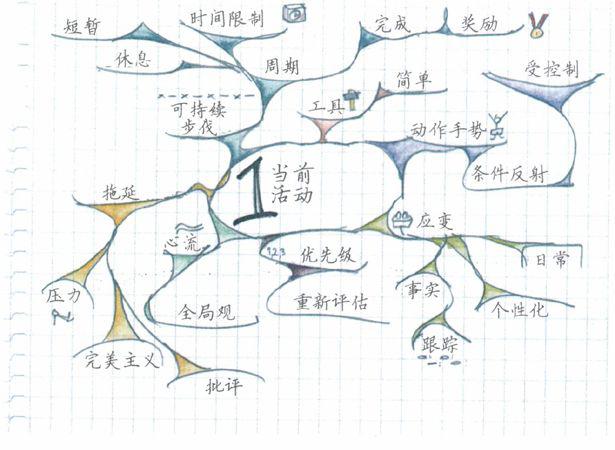 时间限制
短暂
完成
奖励
休息
周期
简单
受控制
可持续
步伐
工具
动作手势
条件反射
1
当前
活动
拖延
应变
心流
123
优先级
日常
压力
全局观
重新评估
事实
个性化
跟踪
完美主义
批评